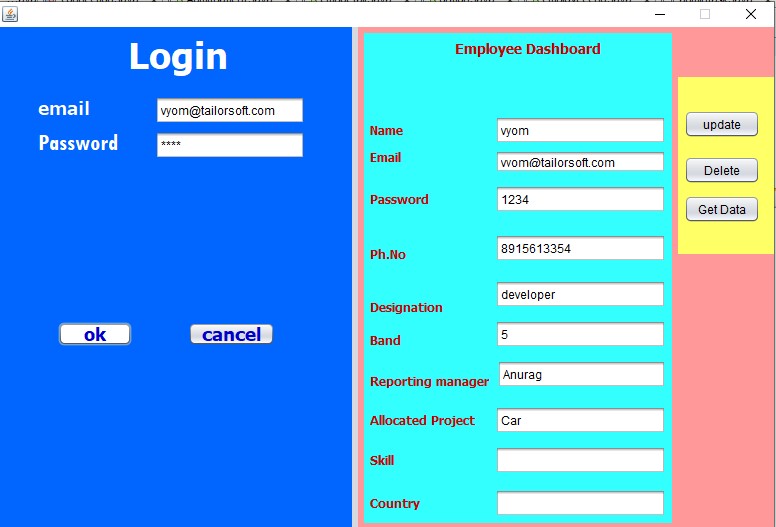 Login
email
vyom@tailorsoft.com
Password
****
ok
cancel
Employee Dashboard
Name
vyom
Email
vyom@tailorsoft.com
Password
1234
Ph.No
8915613354
Designation
developer
Band
5
Reporting manager
Anurag
Allocated Project
Car
Skill
Country
update
Delete
Get Data